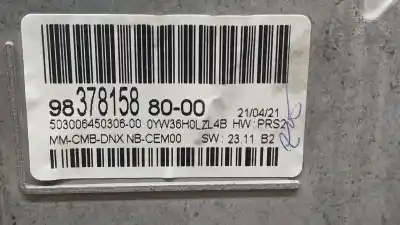 98 378158 80-00 21/04/21
503006450306-00 0YW36H0LZL4B HW : PRS2
MM-CMB-DNX NB-CEM00 SW : 23.11 B2